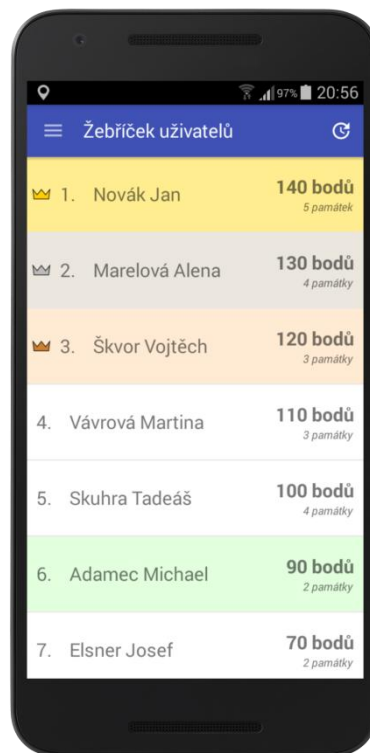 97% 20:56
Žebříček uživatelů
1. Novák Jan 140 bodů
5 památek
2. Marelová Alena 130 bodů
4 památky
3. Škvor Vojtěch 120 bodů
3 památky
4. Vávrová Martina 110 bodů
3 památky
5. Skuhra Tadeáš 100 bodů
4 památky
6. Adamec Michael 90 bodů
2 památky
7. Elsner Josef 70 bodů
2 památky